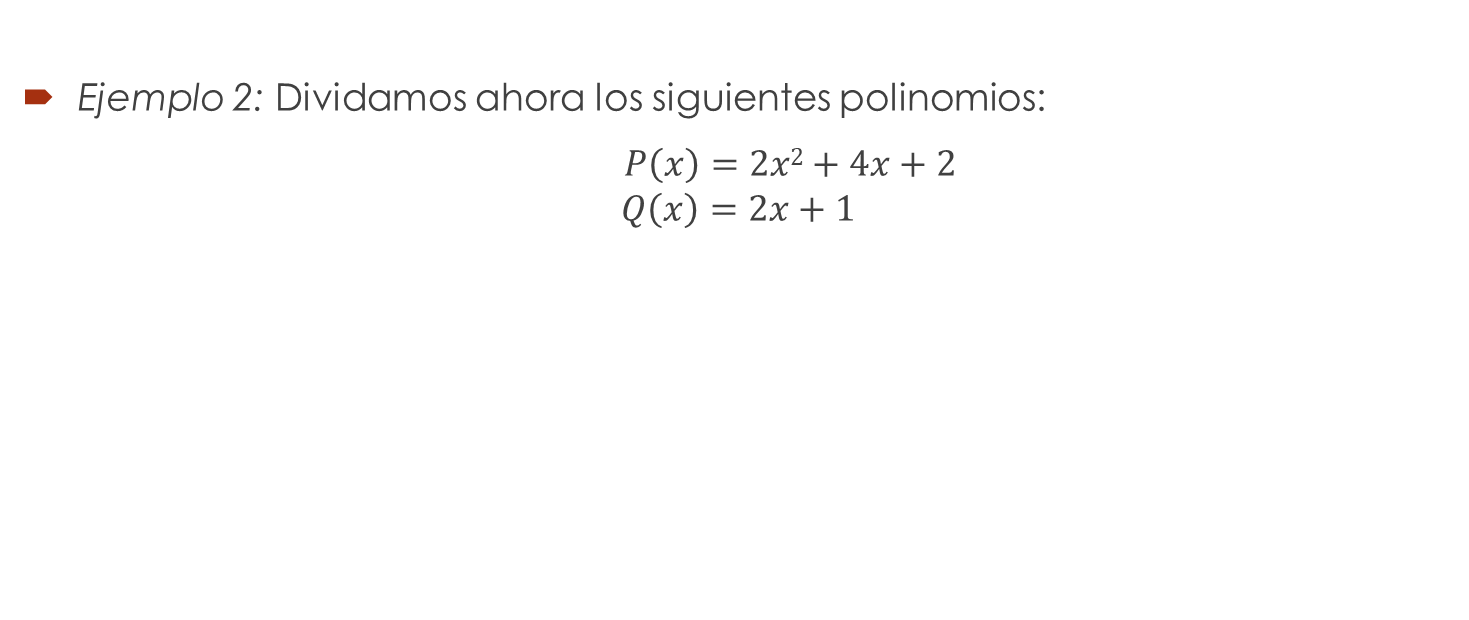 Ejemplo 2: Dividamos ahora los siguientes polinomios:
𝑃(𝑥) = 2𝑥² + 4𝑥 + 2
𝑄(𝑥) = 2𝑥 + 1